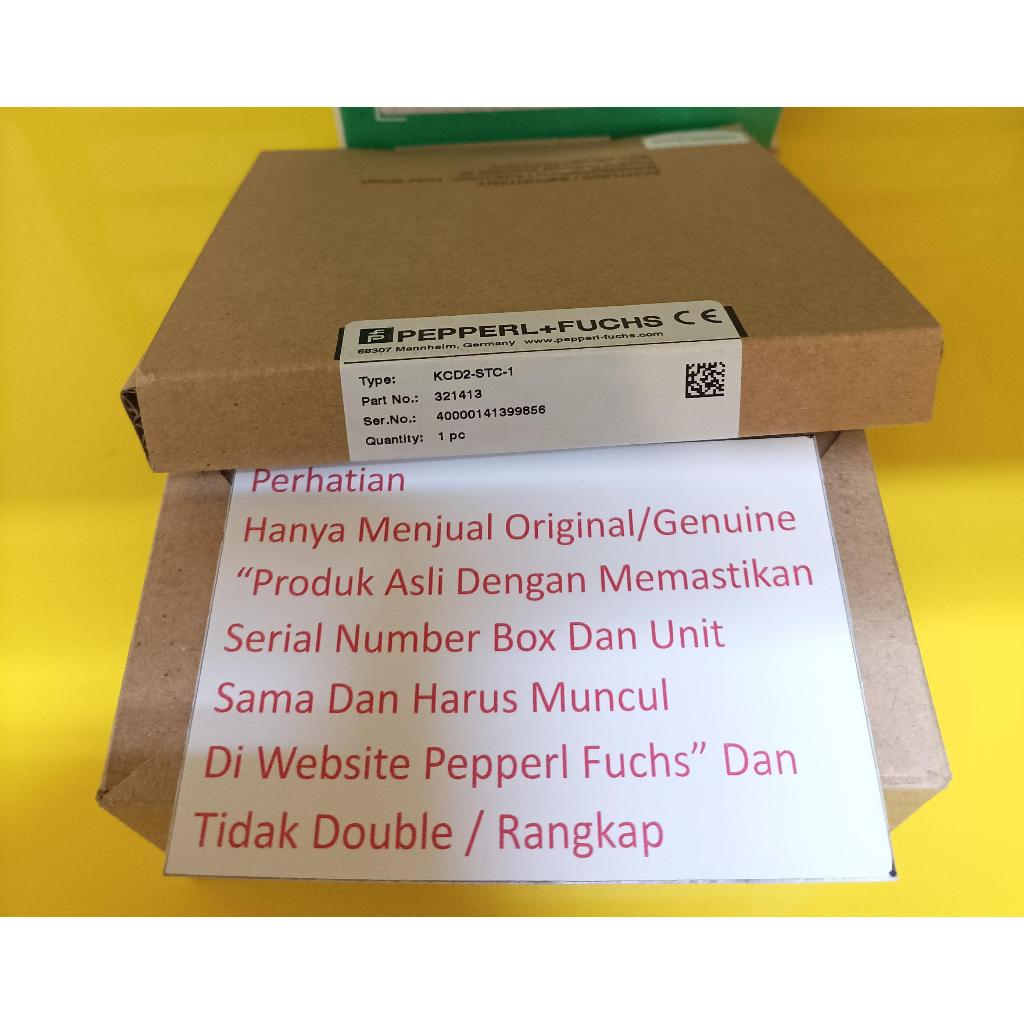 PEPPERL+FUCHS CE
68307 Mannheim, Germany www.pepperl-fuchs.com
Type: KCD2-STC-1
Part No.: 321413
Ser.No.: 40000141399856
Quantity: 1 pc
Perhatian
Hanya Menjual Original/Genuine
“Produk Asli Dengan Memastikan
Serial Number Box Dan Unit
Sama Dan Harus Muncul
Di Website Pepperl Fuchs” Dan
Tidak Double / Rangkap